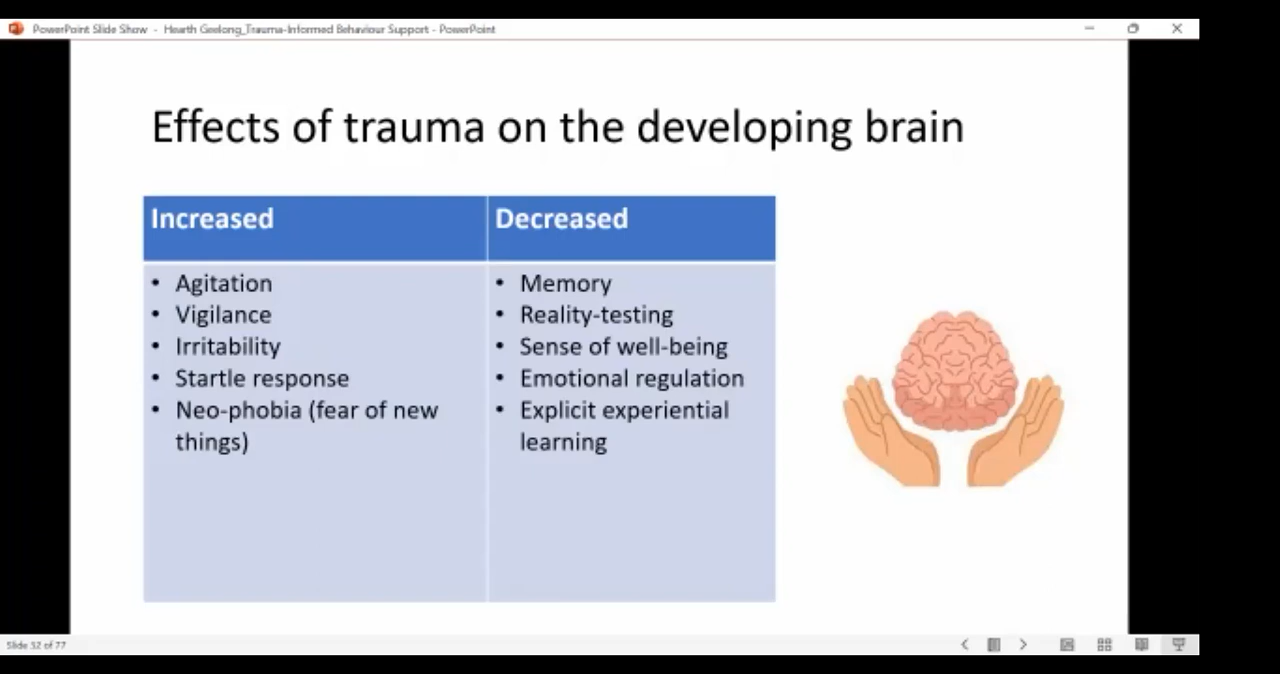 PowerPoint Slide Show - Hearth Geelong_Trauma-Informed Behaviour Support - PowerPoint
Effects of trauma on the developing brain
Increased
Decreased
• Agitation
• Vigilance
• Irritability
• Startle response
• Neo-phobia (fear of new
things)
• Memory
• Reality-testing
• Sense of well-being
• Emotional regulation
• Explicit experiential
learning
Slide 32 of 77